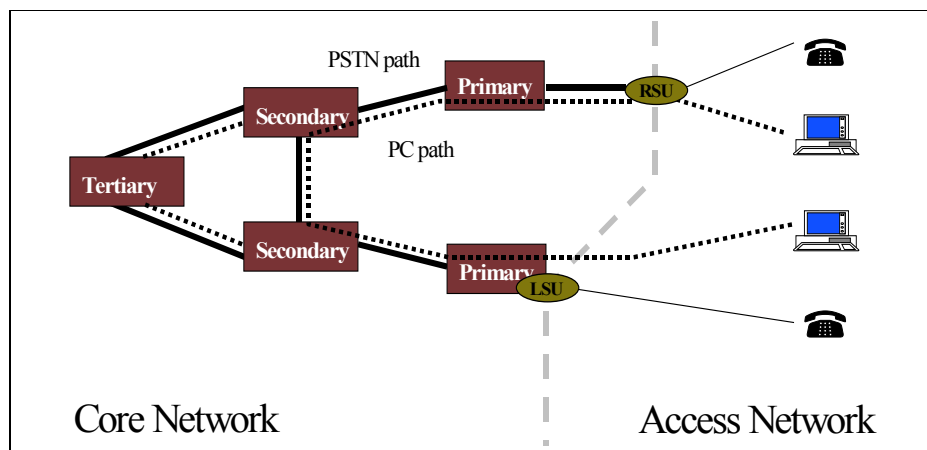 PSTN path
Primary
RSU
Secondary
PC path
Tertiary
Secondary
Primary
LSU
Core Network
Access Network